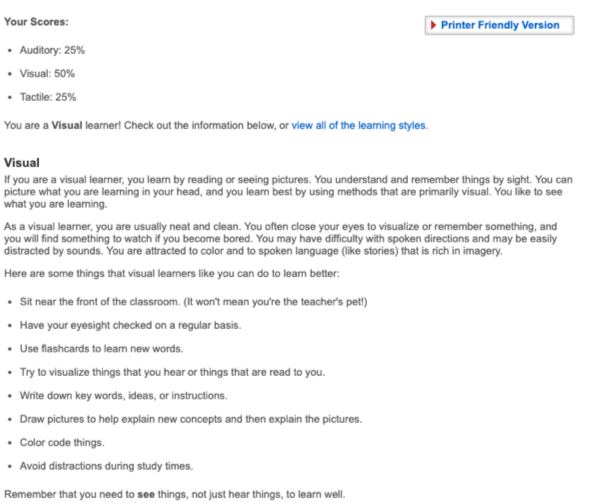 Your Scores:
Printer Friendly Version
• Auditory: 25%
• Visual: 50%
• Tactile: 25%
You are a Visual learner! Check out the information below, or view all of the learning styles.
Visual
If you are a visual learner, you learn by reading or seeing pictures. You understand and remember things by sight. You can
picture what you are learning in your head, and you learn best by using methods that are primarily visual. You like to see
what you are learning.
As a visual learner, you are usually neat and clean. You often close your eyes to visualize or remember something, and
you will find something to watch if you become bored. You may have difficulty with spoken directions and may be easily
distracted by sounds. You are attracted to color and to spoken language (like stories) that is rich in imagery.
Here are some things that visual learners like you can do to learn better:
• Sit near the front of the classroom. (It won't mean you're the teacher's pet!)
• Have your eyesight checked on a regular basis.
• Use flashcards to learn new words.
• Try to visualize things that you hear or things that are read to you.
• Write down key words, ideas, or instructions.
• Draw pictures to help explain new concepts and then explain the pictures.
• Color code things.
• Avoid distractions during study times.
Remember that you need to see things, not just hear things, to learn well.